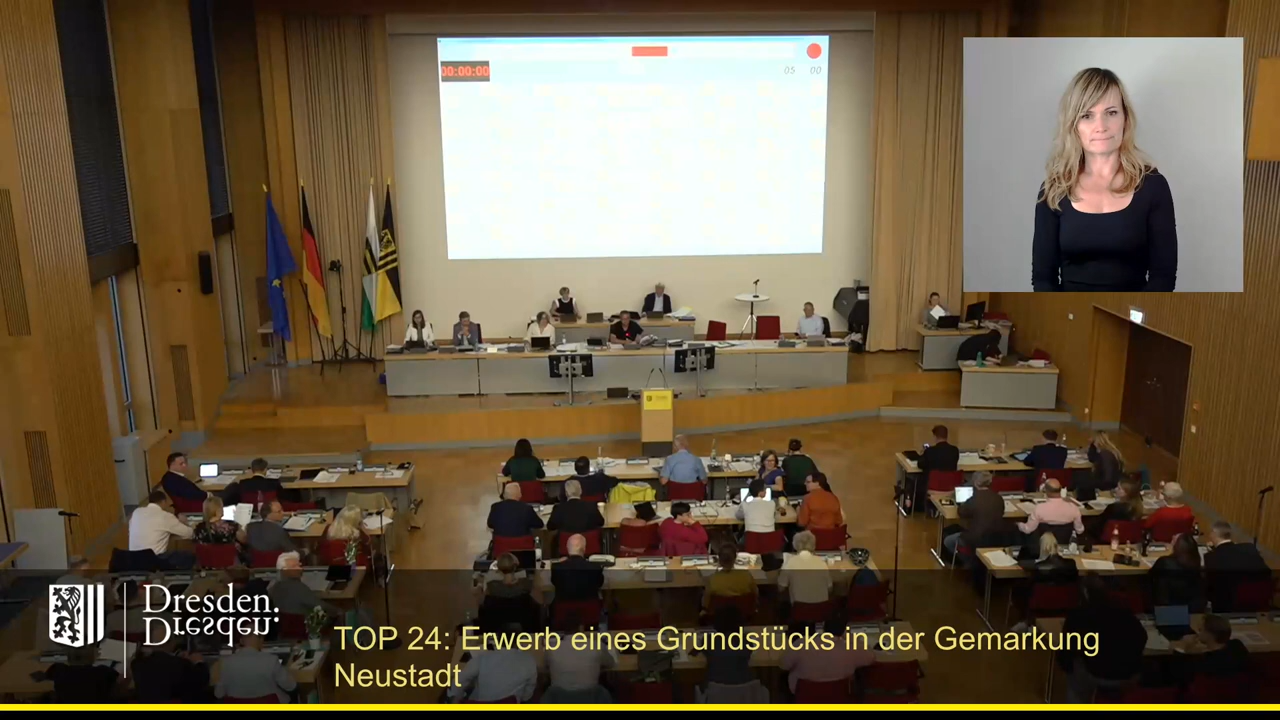 00:00:00
05 00
Dresden.
Dresden.
TOP 24: Erwerb eines Grundstücks in der Gemarkung
Neustadt